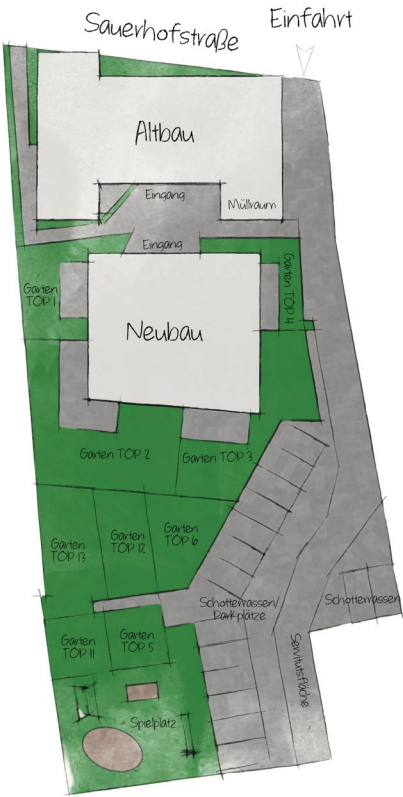 Sauerhofstraße
Einfahrt
Altbau
Eingang
Müllraum
Eingang
Garten
TOP 1
Garten TOP 4
Neubau
Garten TOP 2
Garten TOP 3
Garten
TOP 13
Garten
TOP 12
Garten
TOP 6
Schotterrassen/
Parkplätze
Schotterrassen
Garten
TOP 11
Garten
TOP 5
Servitutsfläche
Spielplatz